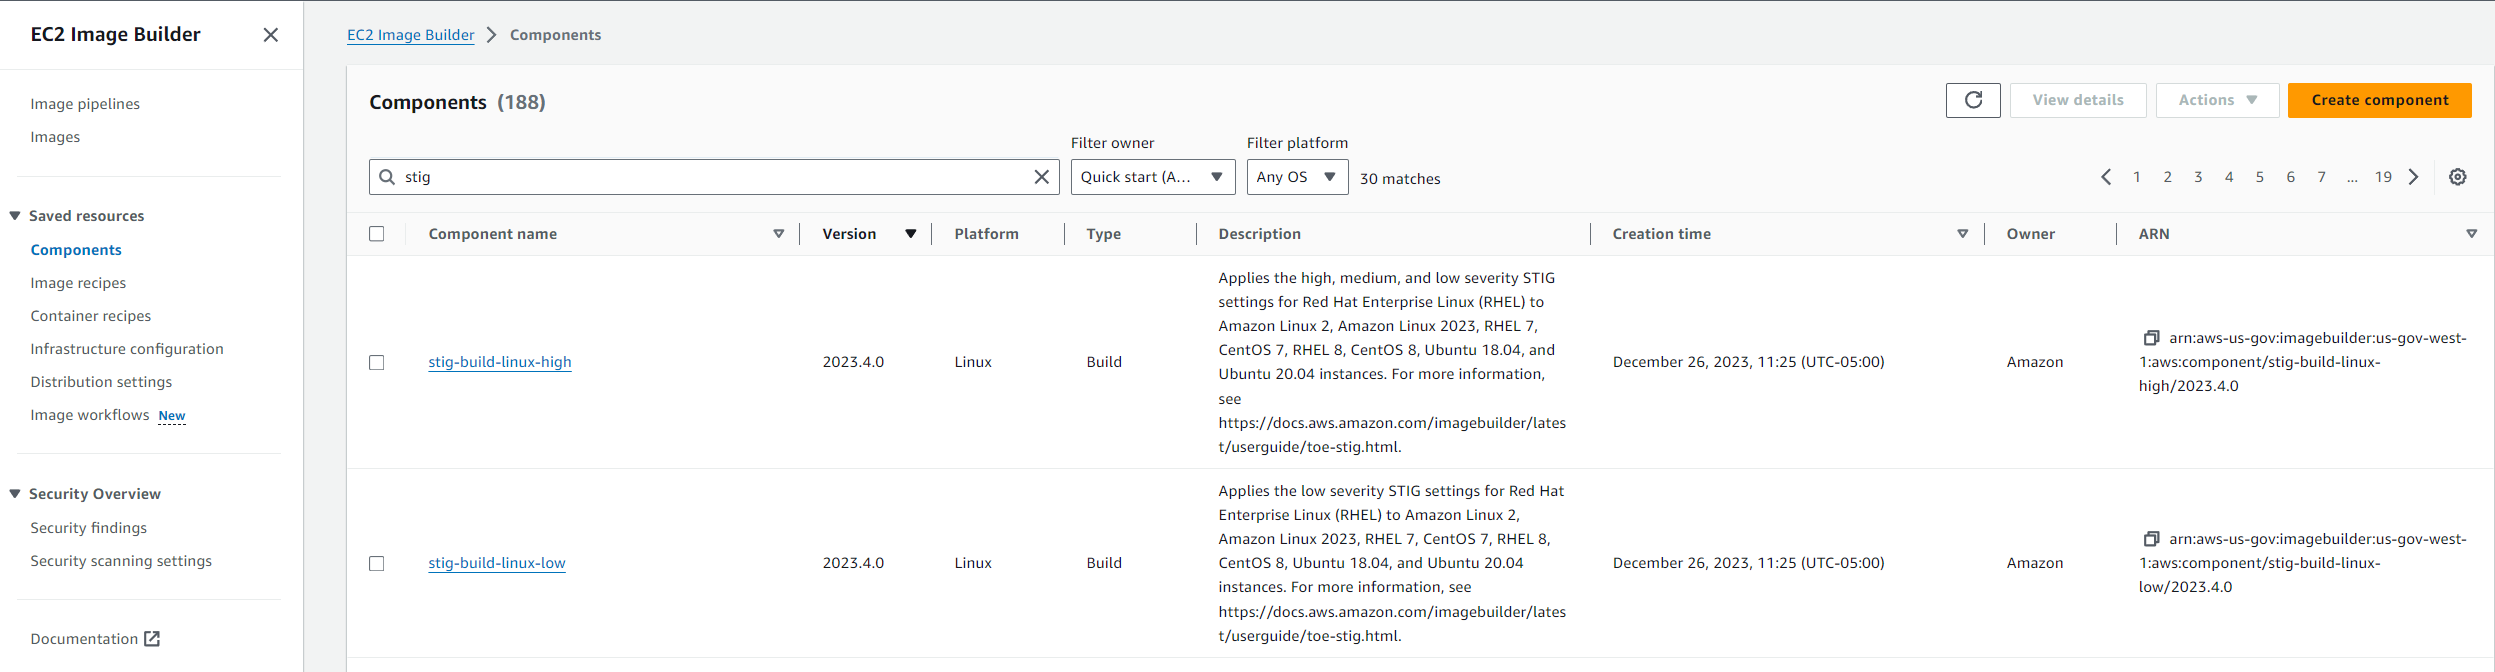 EC2 Image Builder
Image pipelines
Images
Saved resources
Components
Image recipes
Container recipes
Infrastructure configuration
Distribution settings
Image workflows New
Security Overview
Security findings
Security scanning settings
Documentation
EC2 Image Builder > Components
Components (188)
View details
Actions
Create component
Filter owner
Filter platform
stig
Quick start (A...
Any OS
30 matches
1 2 3 4 5 6 7 ... 19
Component name
Version
Platform
Type
Description
Creation time
Owner
ARN
stig-build-linux-high
2023.4.0
Linux
Build
Applies the high, medium, and low severity STIG
settings for Red Hat Enterprise Linux (RHEL) to
Amazon Linux 2, Amazon Linux 2023, RHEL 7,
CentOS 7, RHEL 8, CentOS 8, Ubuntu 18.04, and
Ubuntu 20.04 instances. For more information,
see
https://docs.aws.amazon.com/imagebuilder/lates
t/userguide/toe-stig.html.
December 26, 2023, 11:25 (UTC-05:00)
Amazon
arn:aws-us-gov:imagebuilder:us-gov-west-
1:aws:component/stig-build-linux-
high/2023.4.0
stig-build-linux-low
2023.4.0
Linux
Build
Applies the low severity STIG settings for Red Hat
Enterprise Linux (RHEL) to Amazon Linux 2,
Amazon Linux 2023, RHEL 7, CentOS 7, RHEL 8,
CentOS 8, Ubuntu 18.04, and Ubuntu 20.04
instances. For more information, see
https://docs.aws.amazon.com/imagebuilder/lates
t/userguide/toe-stig.html.
December 26, 2023, 11:25 (UTC-05:00)
Amazon
arn:aws-us-gov:imagebuilder:us-gov-west-
1:aws:component/stig-build-linux-
low/2023.4.0